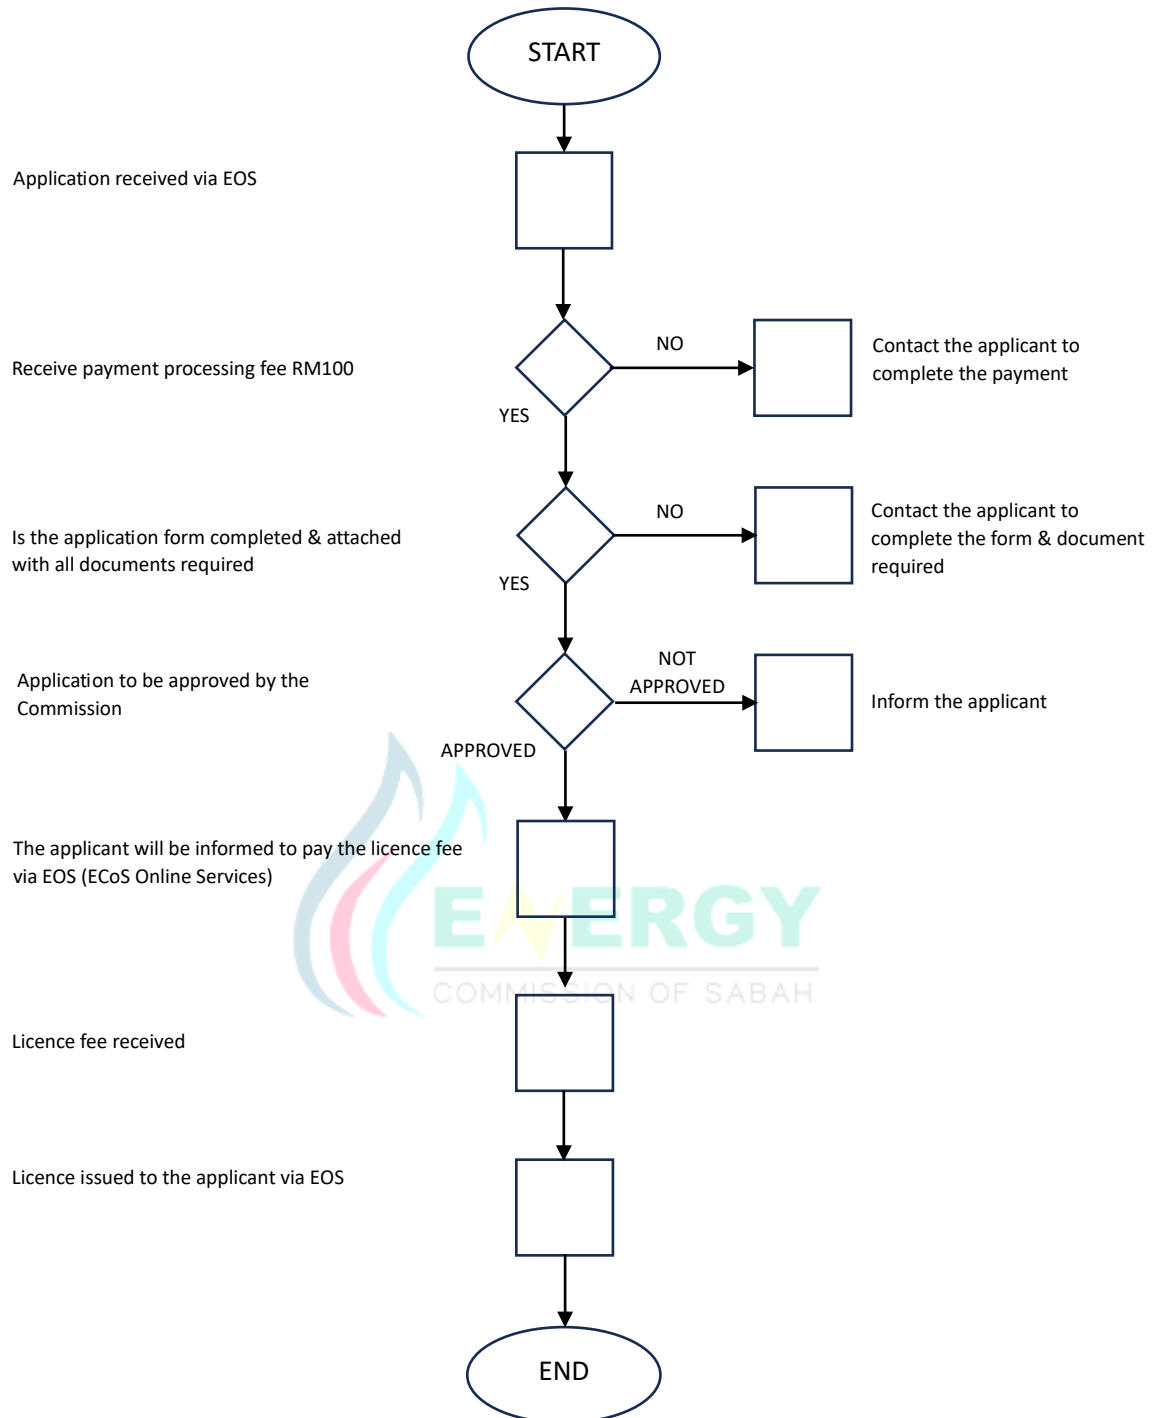 START
Application received via EOS
Receive payment processing fee RM100
NO
Contact the applicant to
complete the payment
YES
Is the application form completed & attached
with all documents required
NO
Contact the applicant to
complete the form & document
required
YES
Application to be approved by the
Commission
NOT
APPROVED
Inform the applicant
APPROVED
The applicant will be informed to pay the licence fee
via EOS (ECoS Online Services)
ENERGY
COMMISSION OF SABAH
Licence fee received
Licence issued to the applicant via EOS
END